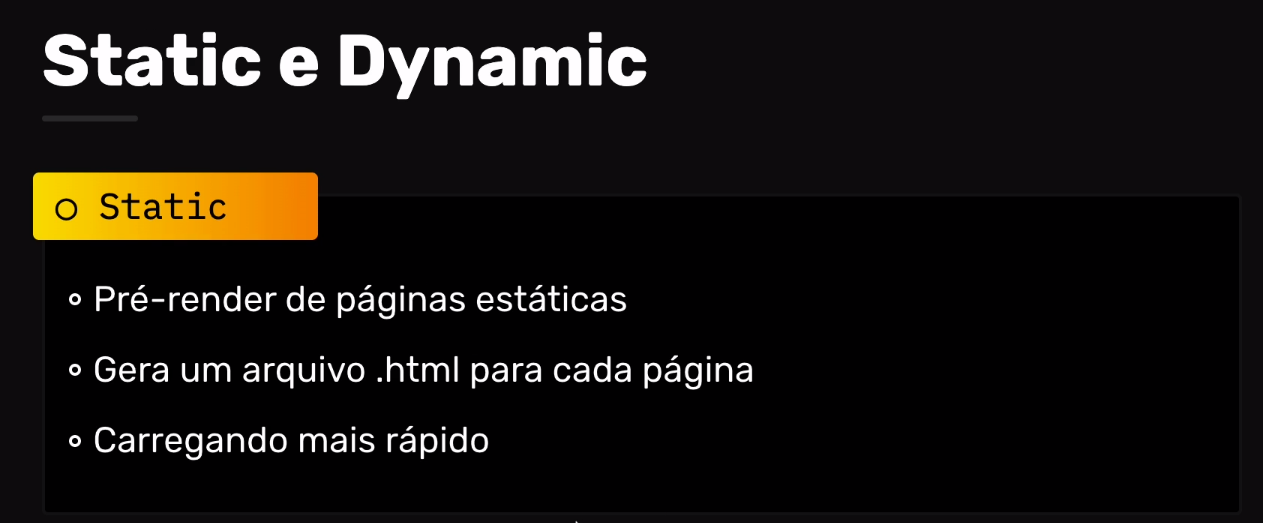 Static e Dynamic
○ Static
Pré-render de páginas estáticas
Gera um arquivo .html para cada página
Carregando mais rápido